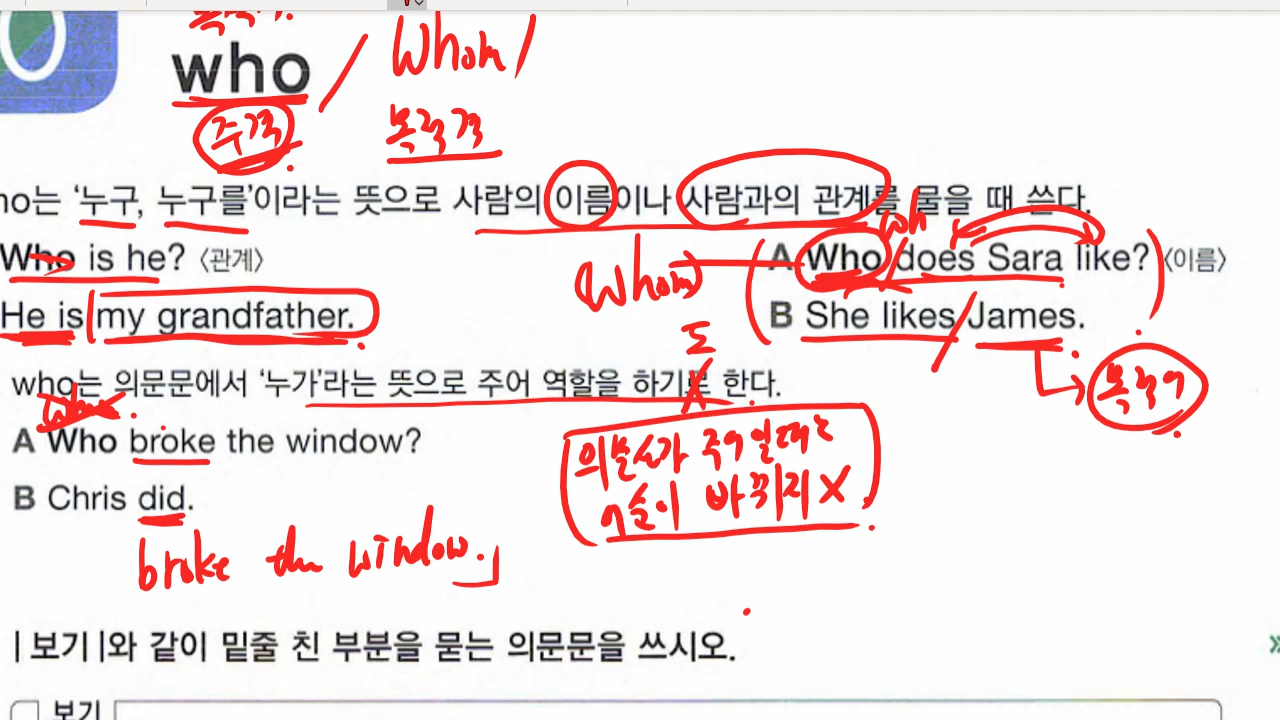 who / Whom /
주격 목적격
ho는 '누구, 누구를'이라는 뜻으로 사람의 이름이나 사람과의 관계를 물을 때 쓴다.
Who is he? 〈관계〉
(Whom) A Who does Sara like? 〈이름〉
wh
He is my grandfather.
B She likes / James.
도
목적어
who는 의문문에서 '누가'라는 뜻으로 주어 역할을 하기로 한다.
A Who broke the window?
의문사가 주어일때는
B Chris did.
어순이 바뀌지 X
broke the window.
|보기|와 같이 밑줄 친 부분을 묻는 의문문을 쓰시오.
보기